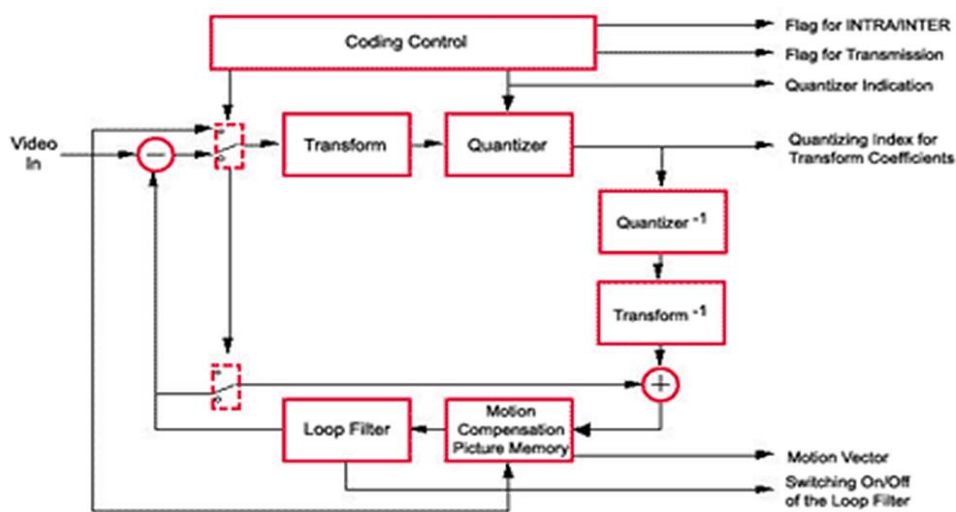 Coding Control
Flag for INTRA/INTER
Flag for Transmission
Quantizer Indication
Video
In
−
Transform
Quantizer
Quantizing Index for
Transform Coefficients
Quantizer -1
Transform -1
+
Loop Filter
Motion
Compensation
Picture Memory
Motion Vector
Switching On/Off
of the Loop Filter